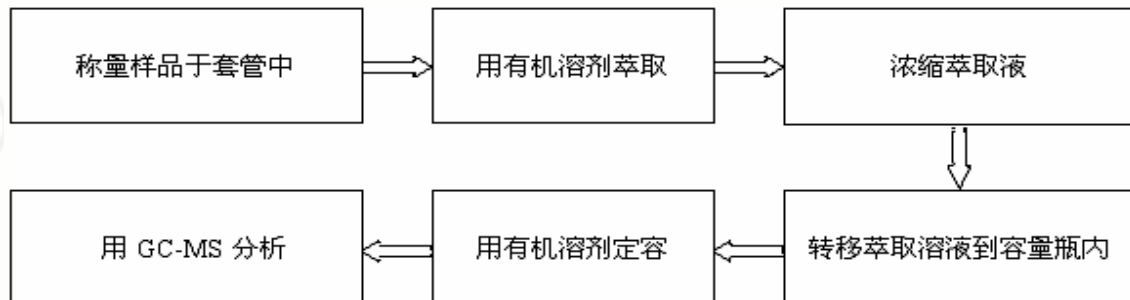 称量样品于套管中
用有机溶剂萃取
浓缩萃取液
转移萃取溶液到容量瓶内
用有机溶剂定容
用 GC-MS 分析